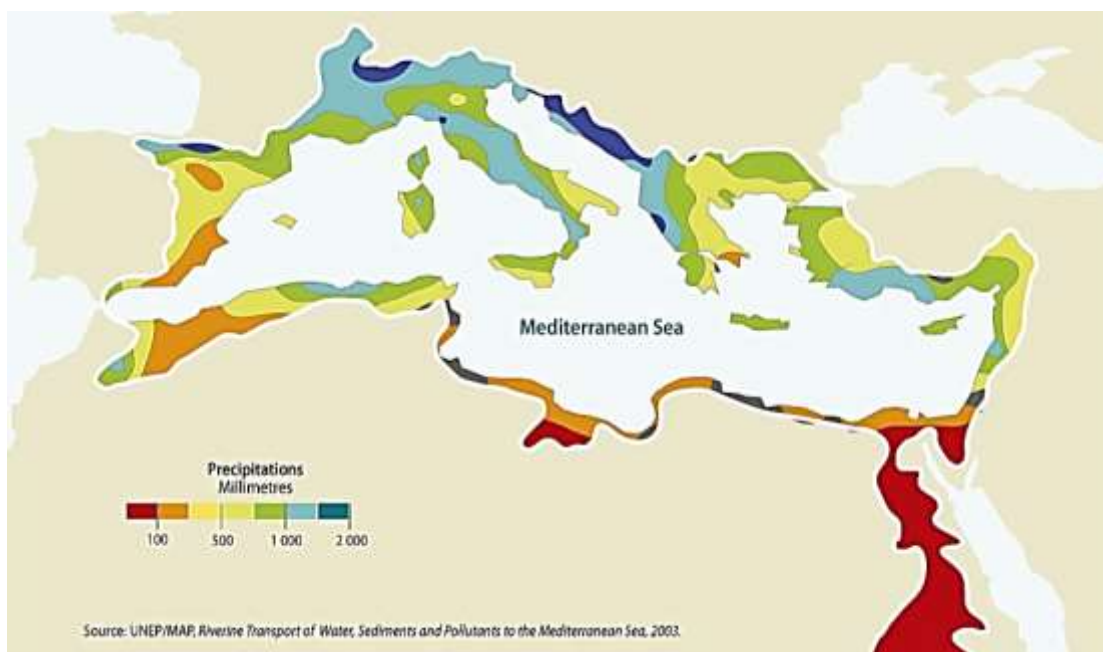 Mediterranean Sea
Precipitations
Millimetres
100 500 1 000 2 000
Source: UNEP/MAP, Riverine Transport of Water, Sediments and Pollutants to the Mediterranean Sea, 2003.